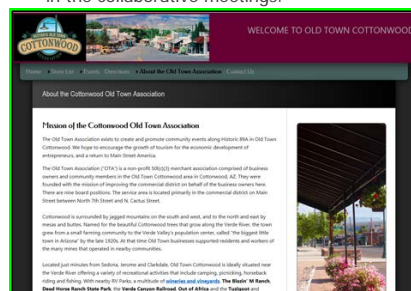 in the collaborative meetings.
WELCOME TO OLD TOWN COTTONWOOD
COTTONWOOD
Home Store List Events Directions About the Old Town Association Contact Us
About the Cottonwood Old Town Association
Mission of the Cottonwood Old Town Association
The Old Town Association exists to create and promote community events along Historic 89A in Old Town
Cottonwood. We hope to encourage the growth of tourism for the economic development of
entrepreneurs, and a return to Main Street America.
The Old Town Association ("OTA") is a non-profit 50l(c)(3) merchant association comprised of business
owners and community members in the Old Town Cottonwood area in Cottonwood, AZ. They were
founded with the mission of improving the commercial district on behalf of the business owners here.
There are nine board positions. The service area is located primarily in the commercial district on Main
Street between North 7th Street and N. Cactus Street.
Cottonwood is surrounded by jagged mountains on the south and west, and to the north and east by
mesas and buttes. Named for the beautiful Cottonwood trees that grow along the Verde River, the town
grew from a small farming community to the Verde Valley's population center, called "the biggest little
town in Arizona" by the late 1920s. At that time Old Town businesses supported residents and workers of
the many mines that operated in nearby communities.
Located just minutes from Sedona, Jerome and Clarkdale, Old Town Cottonwood is ideally situated near
the Verde River offering a variety of recreational activities that include camping, picnicking, horseback
riding and fishing. With nearby RV Parks, a multitude of wineries and vineyards, The Blazin' M Ranch,
Dead Horse Ranch State Park, the Verde Canyon Railroad, Out of Africa and the Tuzigoot and